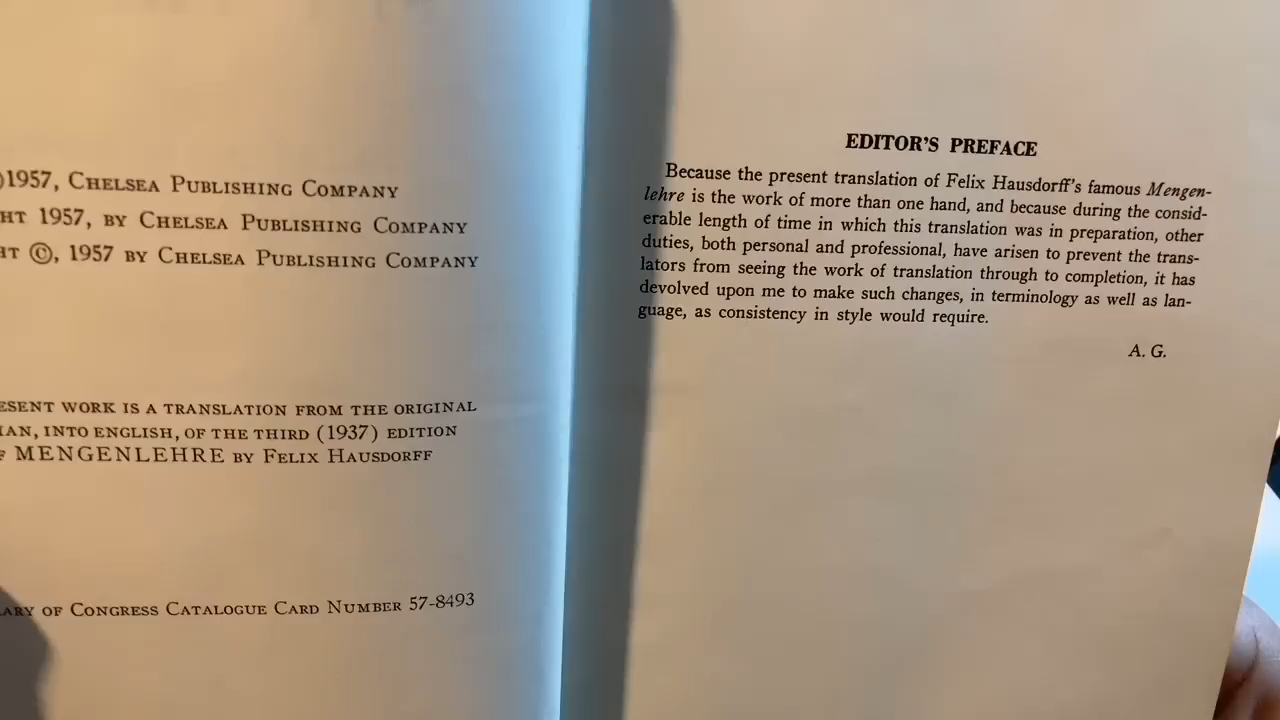 1957, CHELSEA PUBLISHING COMPANY
1957, BY CHELSEA PUBLISHING COMPANY
©, 1957 BY CHELSEA PUBLISHING COMPANY
WORK IS A TRANSLATION FROM THE ORIGINAL
INTO ENGLISH, OF THE THIRD (1937) EDITION
MENGENLEHRE BY FELIX HAUSDORFF
OF CONGRESS CATALOGUE CARD NUMBER 57-8493
EDITOR'S PREFACE
Because the present translation of Felix Hausdorff's famous Mengen-
lehre is the work of more than one hand, and because during the consid-
erable length of time in which this translation was in preparation, other
duties, both personal and professional, have arisen to prevent the trans-
lators from seeing the work of translation through to completion, it has
devolved upon me to make such changes, in terminology as well as lan-
guage, as consistency in style would require.
A. G.